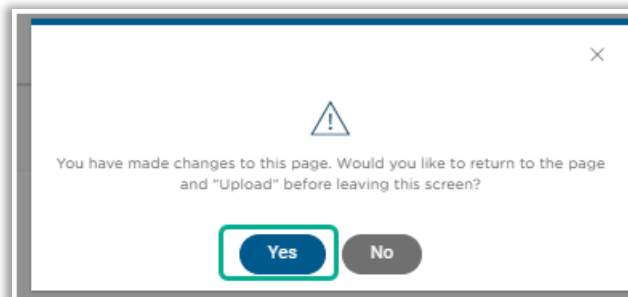 You have made changes to this page. Would you like to return to the page
and "Upload" before leaving this screen?
Yes No